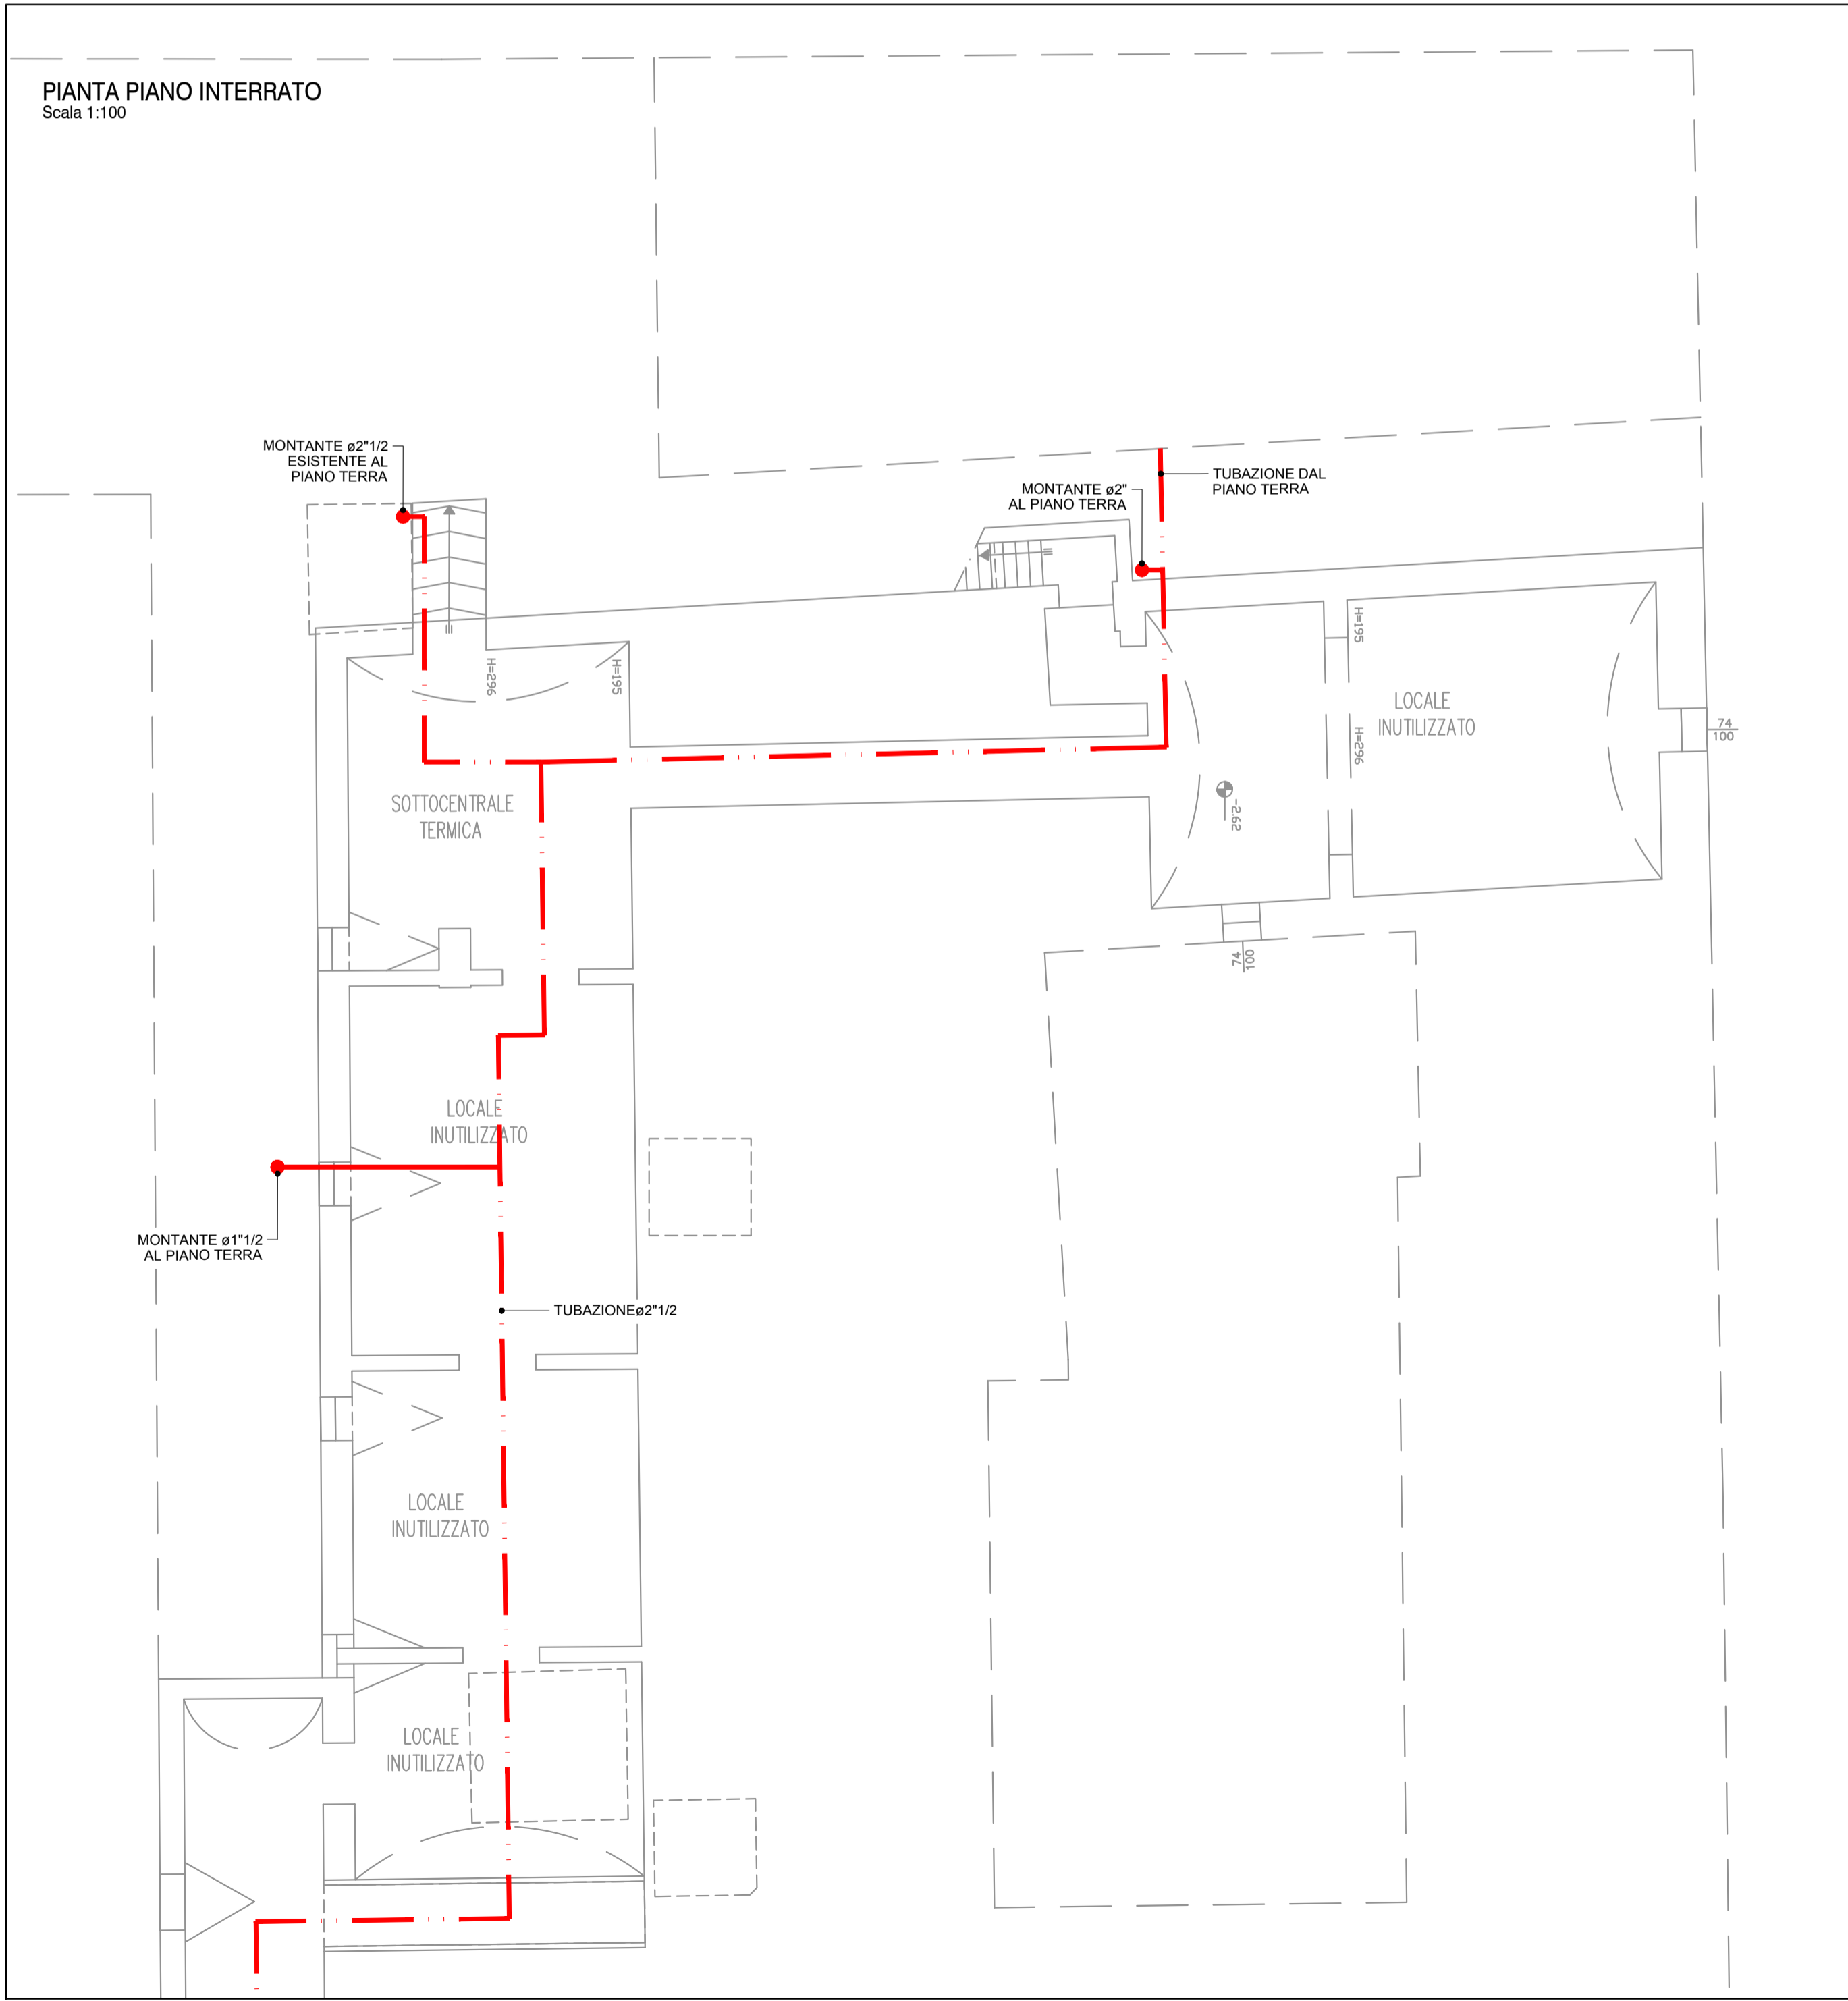 PIANTA PIANO INTERRATO
Scala 1:100
MONTANTE ø2"1/2
ESISTENTE AL
PIANO TERRA
MONTANTE ø2"
AL PIANO TERRA
TUBAZIONE DAL
PIANO TERRA
H=296
H=195
H=195
H=296
LOCALE
INUTILIZZATO
74
100
-2.62
SOTTOCENTRALE
TERMICA
74
100
LOCALE
INUTILIZZATO
MONTANTE ø1"1/2
AL PIANO TERRA
TUBAZIONEø2"1/2
LOCALE
INUTILIZZATO
LOCALE
INUTILIZZATO